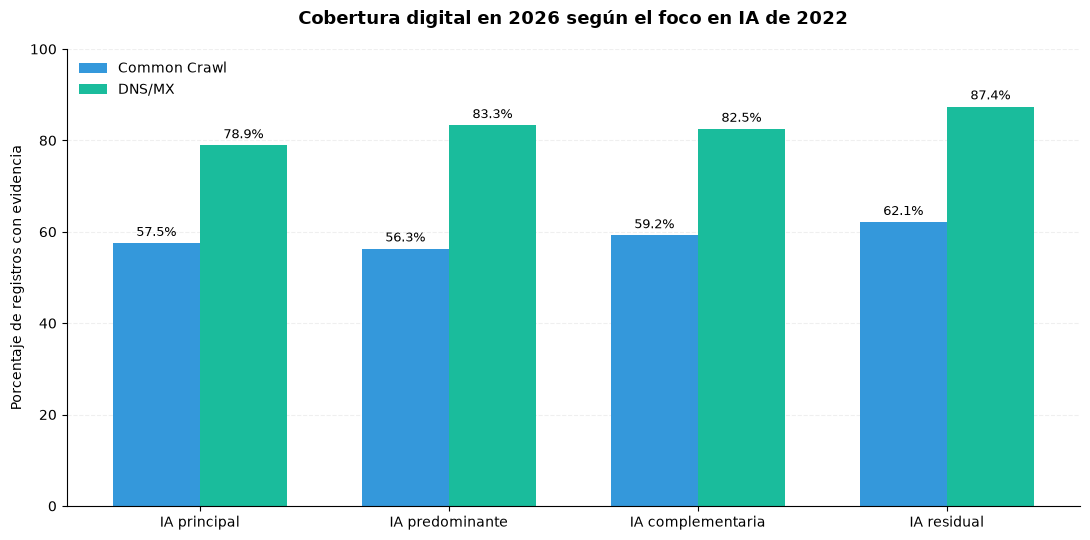 Cobertura digital en 2026 según el foco en IA de 2022
Porcentaje de registros con evidencia
100
80
60
40
20
0
Common Crawl
DNS/MX
57.5%
78.9%
56.3%
83.3%
59.2%
82.5%
62.1%
87.4%
IA principal
IA predominante
IA complementaria
IA residual